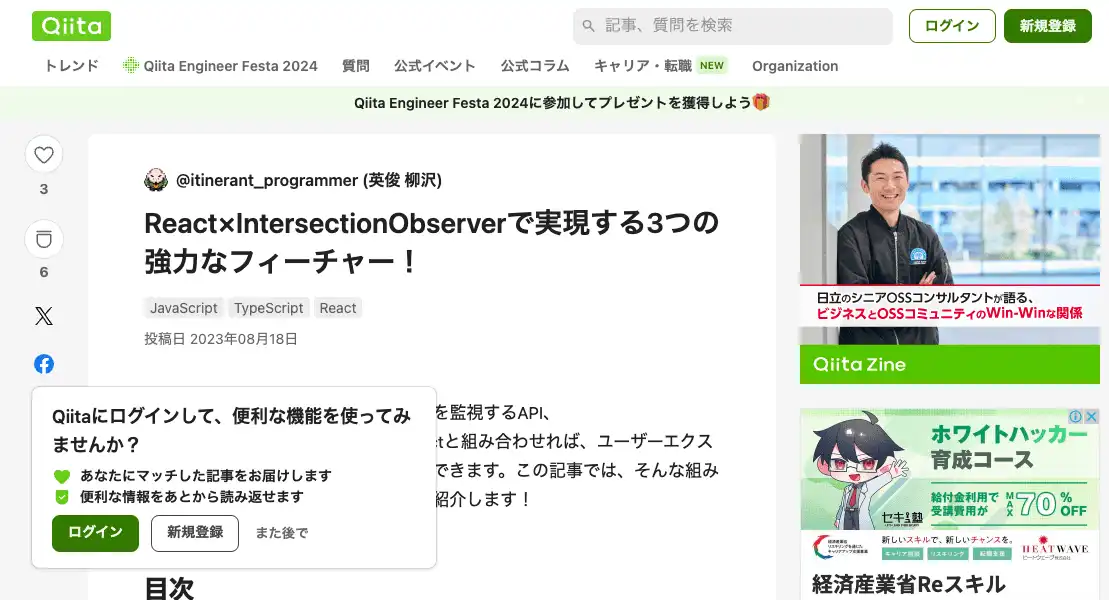 Qiita
記事、質問を検索
ログイン
新規登録
トレンド
Qiita Engineer Festa 2024
質問
公式イベント
公式コラム
キャリア・転職 NEW
Organization
Qiita Engineer Festa 2024に参加してプレゼントを獲得しよう🎁
3
6
@itinerant_programmer (英俊 柳沢)
React×IntersectionObserverで実現する3つの
強力なフィーチャー！
JavaScript TypeScript React
投稿日 2023年08月18日
を監視するAPI、
と組み合わせれば、ユーザーエクス
できます。この記事では、そんな組み
紹介します！
目次
Qiitaにログインして、便利な機能を使ってみ
ませんか？
あなたにマッチした記事をお届けします
便利な情報をあとから読み返せます
ログイン
新規登録
また後で
日立のシニアOSSコンサルタントが語る、
ビジネスとOSSコミュニティのWin-Winな関係
Qiita Zine
ホワイトハッカー
育成コース
給付金利用で
受講費用が
MAX 70%
OFF
セキュ塾
新しいスキルで、新しいチャンスを。
キャリア相談
リスキリング
転職支援
HEATWAVE
ヒートウェーブ株式会社
経済産業省Reスキル